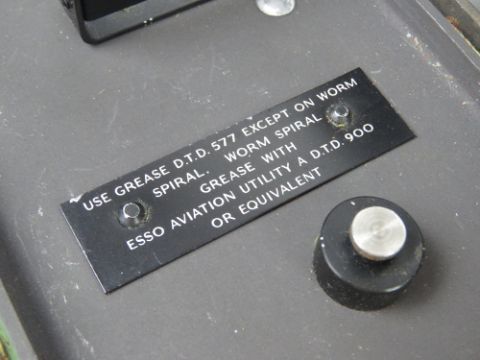 USE GREASE D.T.D. 577 EXCEPT ON WORM
SPIRAL. WORM SPIRAL
GREASE WITH
ESSO AVIATION UTILITY A D.T.D. 900
OR EQUIVALENT